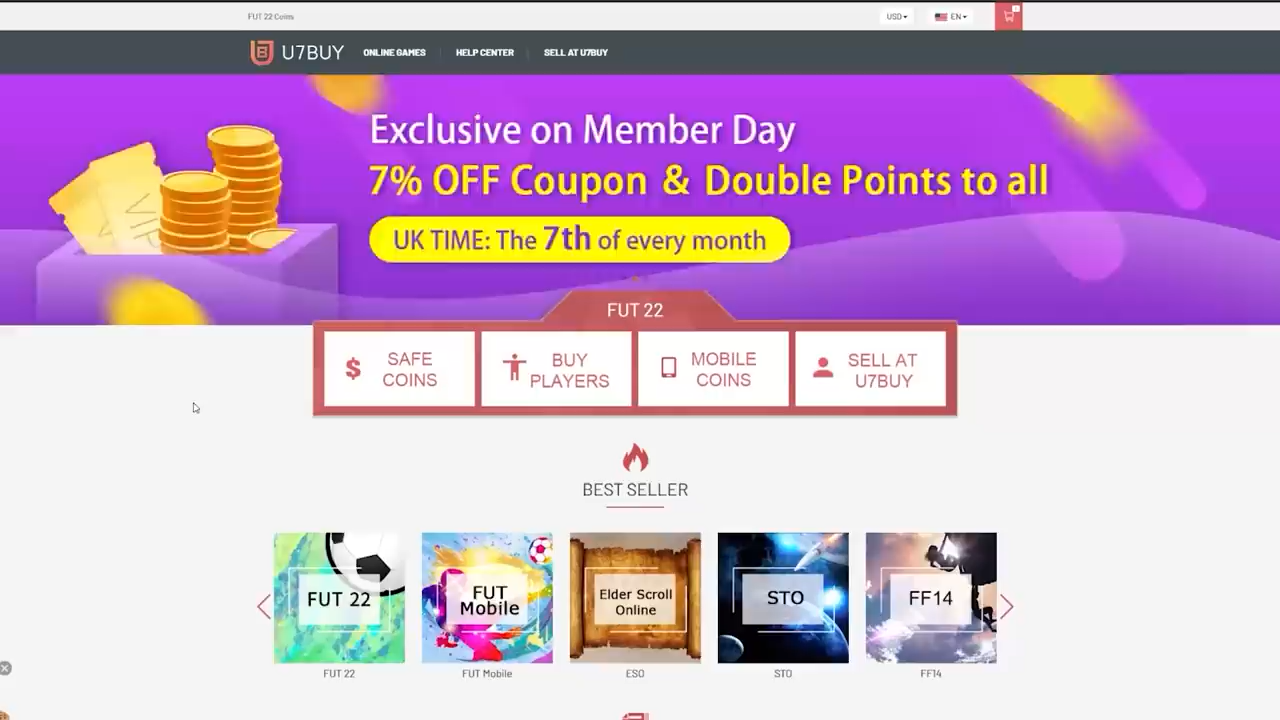 FUT 22 Coins
USD
EN
U7BUY
ONLINE GAMES
HELP CENTER
SELL AT U7BUY
Exclusive on Member Day
7% OFF Coupon & Double Points to all
UK TIME: The 7th of every month
FUT 22
SAFE
COINS
BUY
PLAYERS
MOBILE
COINS
SELL AT
U7BUY
BEST SELLER
FUT 22
FUT
Mobile
Elder Scroll
Online
STO
FF14
FUT 22
FUT Mobile
ESO
STO
FF14